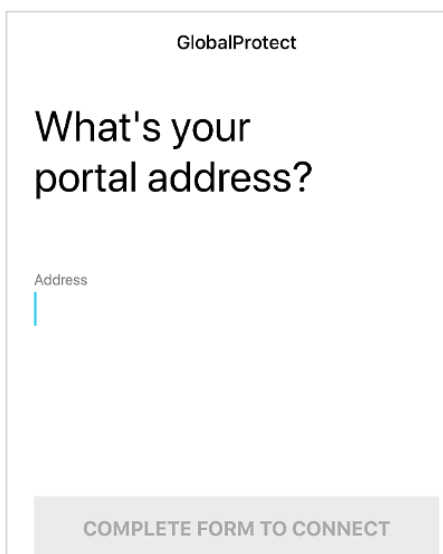 GlobalProtect
What's your
portal address?
Address
COMPLETE FORM TO CONNECT